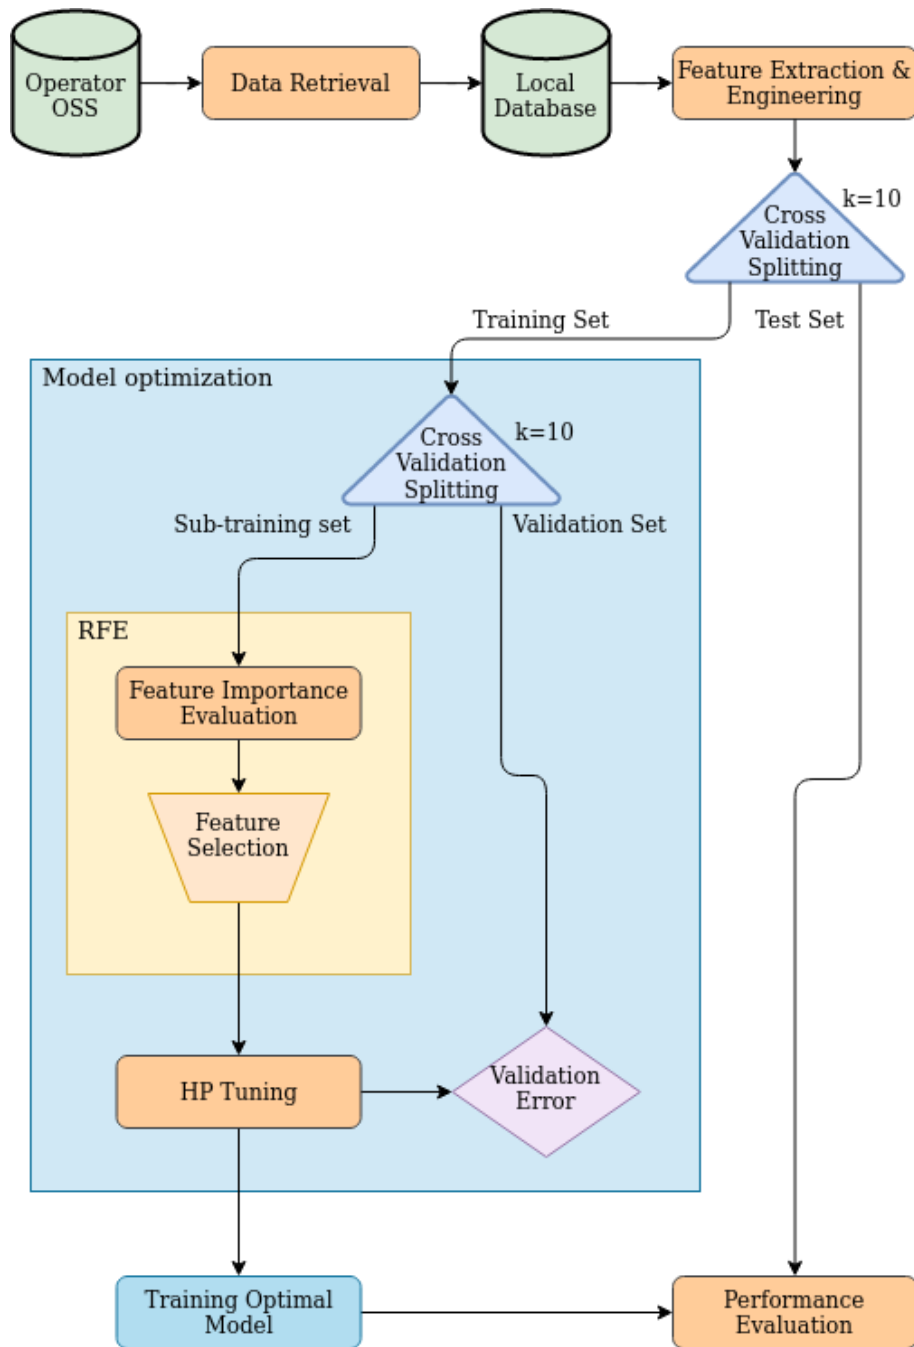 Operator
OSS
Data Retrieval
Local
Database
Feature Extraction &
Engineering
k=10
Cross
Validation
Splitting
Training Set
Test Set
Model optimization
k=10
Cross
Validation
Splitting
Sub-training set
Validation Set
RFE
Feature Importance
Evaluation
Feature
Selection
HP Tuning
Validation
Error
Training Optimal
Model
Performance
Evaluation